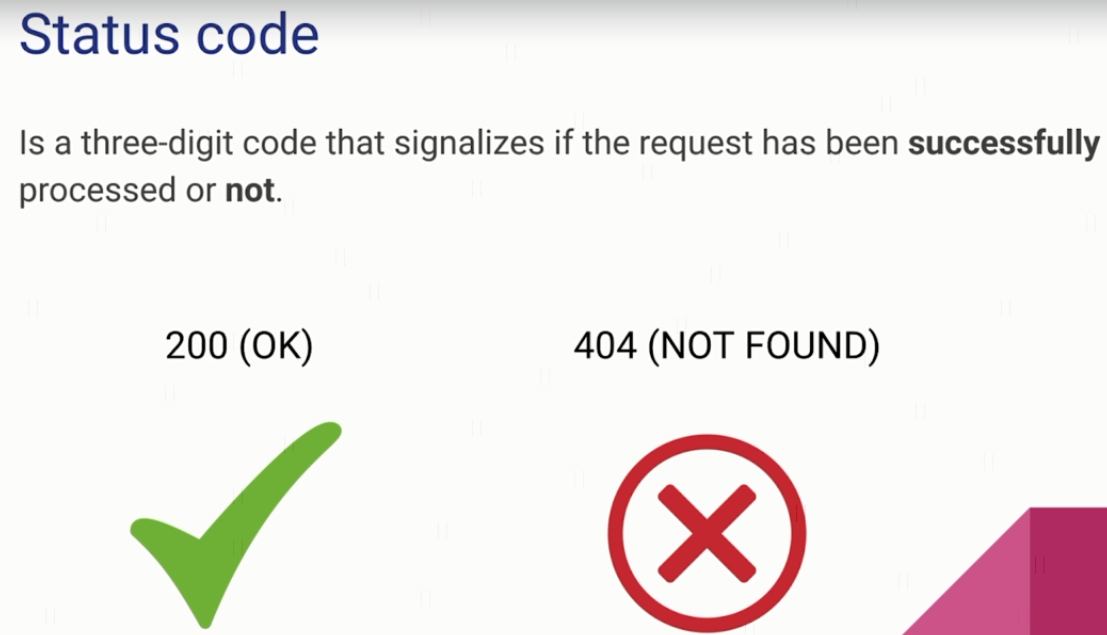 Status code
Is a three-digit code that signalizes if the request has been successfully
processed or not.
200 (OK)
404 (NOT FOUND)